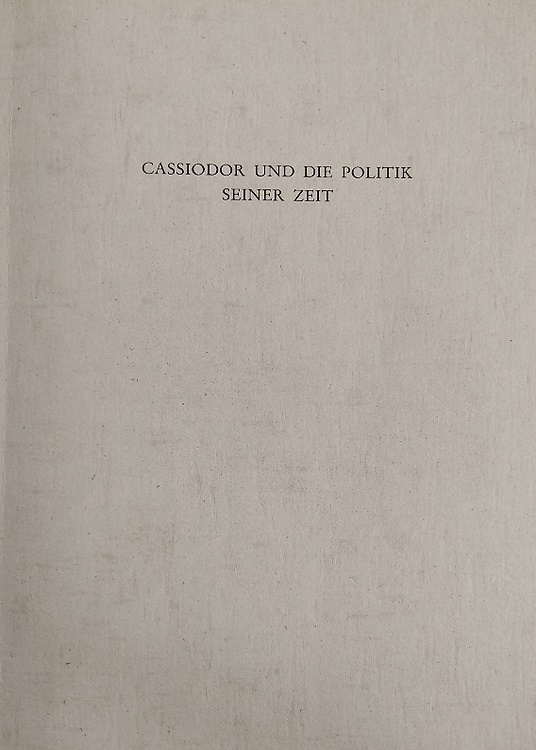 CASSIODOR UND DIE POLITIK
SEINER ZEIT